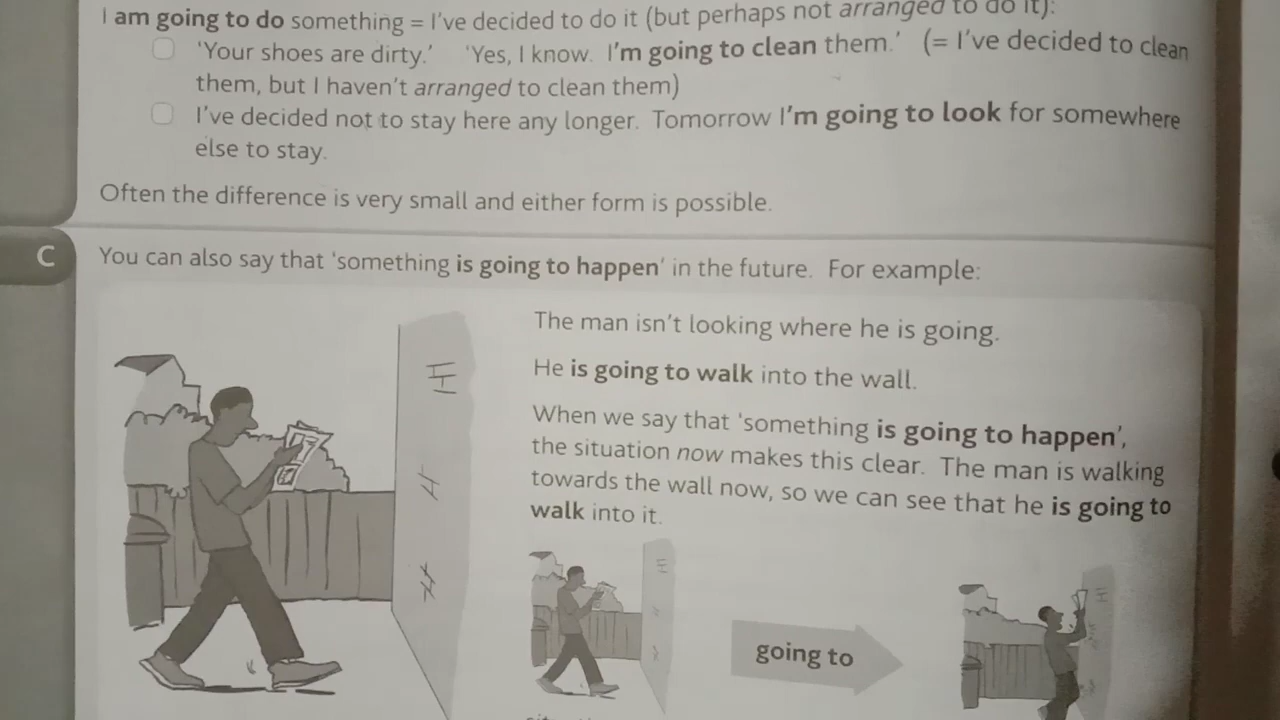 I am going to do something = I've decided to do it (but perhaps not arranged to do it):
'Your shoes are dirty.' 'Yes, I know. I'm going to clean them.' (= I've decided to clean
them, but I haven't arranged to clean them)
I've decided not to stay here any longer. Tomorrow I'm going to look for somewhere
else to stay.
Often the difference is very small and either form is possible.
C
You can also say that 'something is going to happen' in the future. For example:
The man isn't looking where he is going.
He is going to walk into the wall.
When we say that 'something is going to happen',
the situation now makes this clear. The man is walking
towards the wall now, so we can see that he is going to
walk into it.
going to